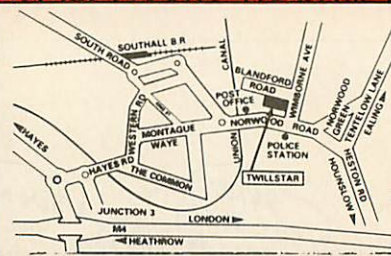 SOUTH ROAD
SOUTHALL B.R
CANAL
BLANDFORD
ROAD
WIMBORNE AVE
POST
OFFICE
NORWOOD
ROAD
NORWOOD
GREEN
TENTELOW LANE
EALING
WESTERN RD
MONTAGUE
WAYE
UNION
POLICE
STATION
HAYES
HAYES RD
THE COMMON
TWILLSTAR
HESTON RD
HOUNSLOW
JUNCTION 3
LONDON
M4
HEATHROW